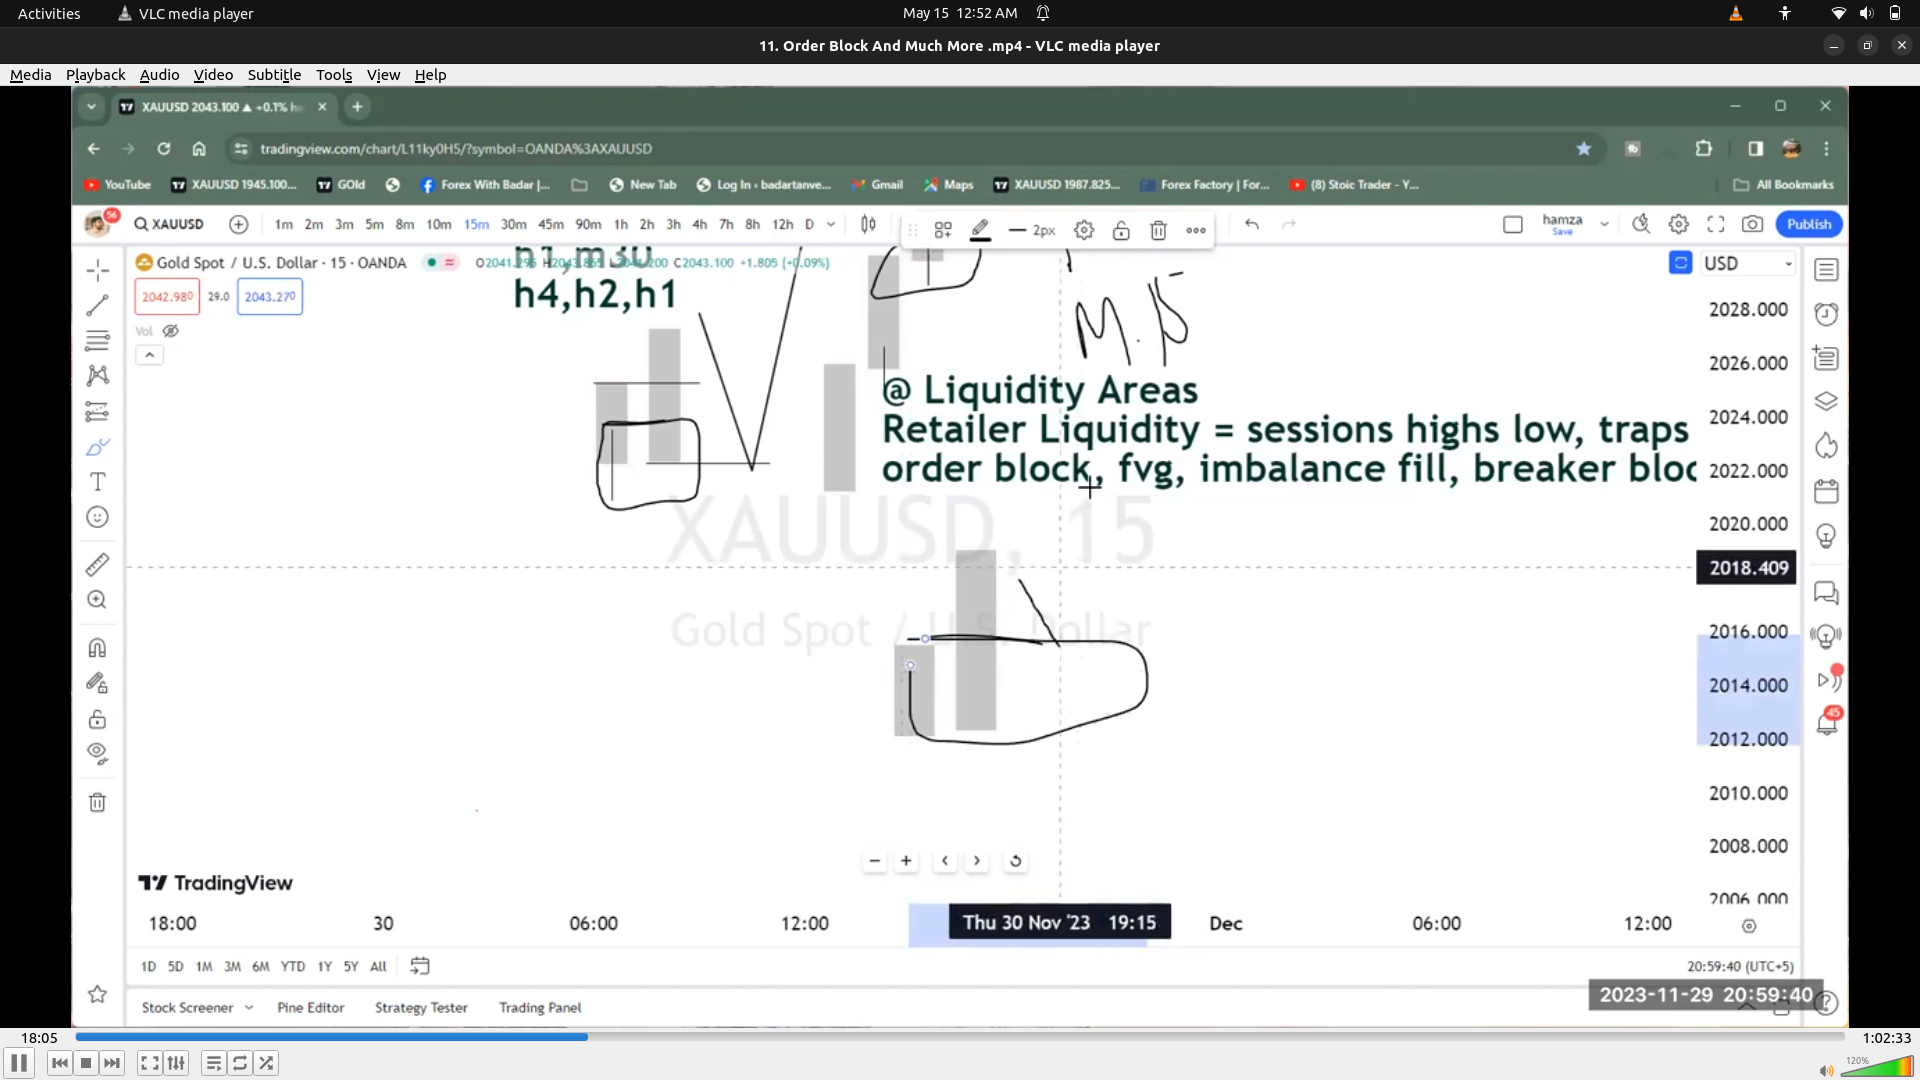 Activities
VLC media player
May 15 12:52 AM
11. Order Block And Much More .mp4 - VLC media player
Media Playback Audio Video Subtitle Tools View Help
XAUUSD 2043.100 ▲ +0.1%
tradingview.com/chart/L11ky0H5/?symbol=OANDA%3AXAUUSD
YouTube
XAUUSD 1945.100...
GOld
Forex With Badar |...
New Tab
Log In ‹ badartanve...
Gmail
Maps
XAUUSD 1987.825...
Forex Factory | For...
(8) Stoic Trader - Y...
All Bookmarks
56
XAUUSD
1m 2m 3m 5m 8m 10m 15m 30m 45m 90m 1h 2h 3h 4h 7h 8h 12h D
2px
hamza
Save
Publish
h1,m30
Gold Spot / U.S. Dollar · 15 · OANDA
C2043.100 +1.805 (+0.09%)
USD
h4,h2,h1
2042.980 29.0 2043.270
Vol
M.15
@ Liquidity Areas
Retailer Liquidity = sessions highs low, traps
order block, fvg, imbalance fill, breaker bloc
XAUUSD, 15
Gold Spot / U.S. Dollar
2028.000
2026.000
2024.000
2022.000
2020.000
2018.409
2016.000
2014.000
2012.000
2010.000
2008.000
2006.000
45
TradingView
18:00 30 06:00 12:00 Thu 30 Nov '23 19:15 Dec 06:00 12:00
1D 5D 1M 3M 6M YTD 1Y 5Y All
20:59:40 (UTC+5)
Stock Screener Pine Editor Strategy Tester Trading Panel
2023-11-29 20:59:40
18:05
1:02:33
120%